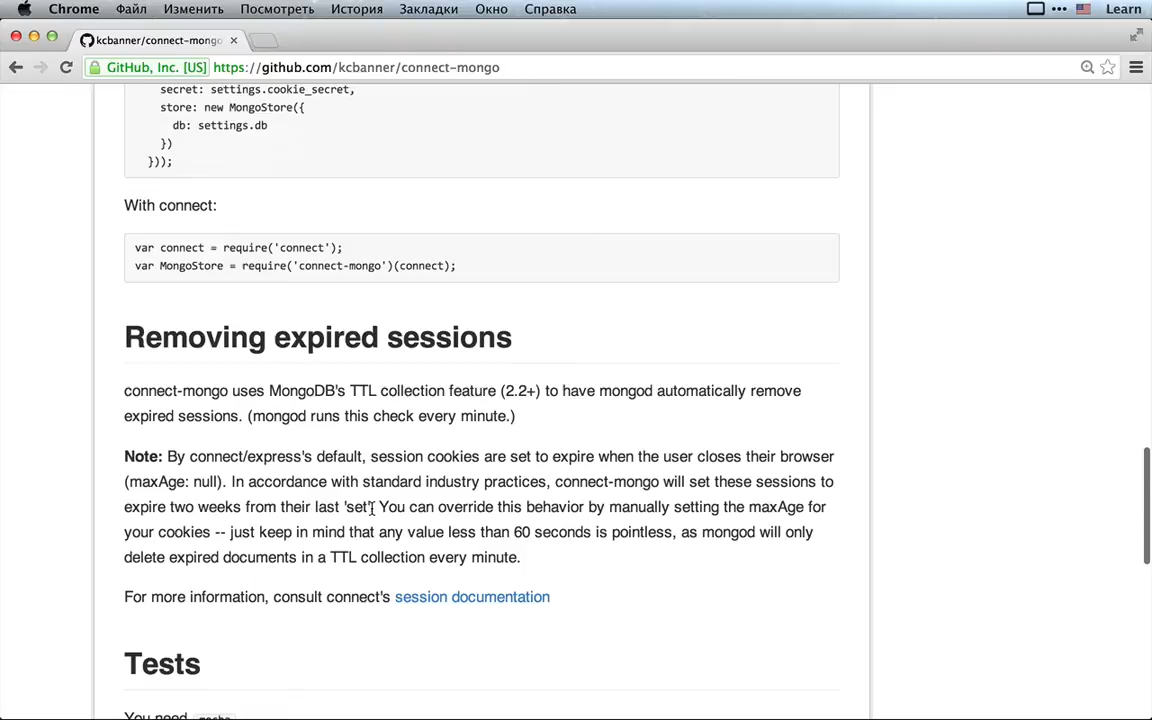 Chrome Файл Изменить Посмотреть История Закладки Окно Справка Learn
kcbanner/connect-mongo
GitHub, Inc. [US] https://github.com/kcbanner/connect-mongo
secret: settings.cookie_secret,
store: new MongoStore({
db: settings.db
})
}));
With connect:
var connect = require('connect');
var MongoStore = require('connect-mongo')(connect);
Removing expired sessions
connect-mongo uses MongoDB's TTL collection feature (2.2+) to have mongod automatically remove
expired sessions. (mongod runs this check every minute.)
Note: By connect/express's default, session cookies are set to expire when the user closes their browser
(maxAge: null). In accordance with standard industry practices, connect-mongo will set these sessions to
expire two weeks from their last 'set'. You can override this behavior by manually setting the maxAge for
your cookies -- just keep in mind that any value less than 60 seconds is pointless, as mongod will only
delete expired documents in a TTL collection every minute.
For more information, consult connect's session documentation
Tests
You need mocha